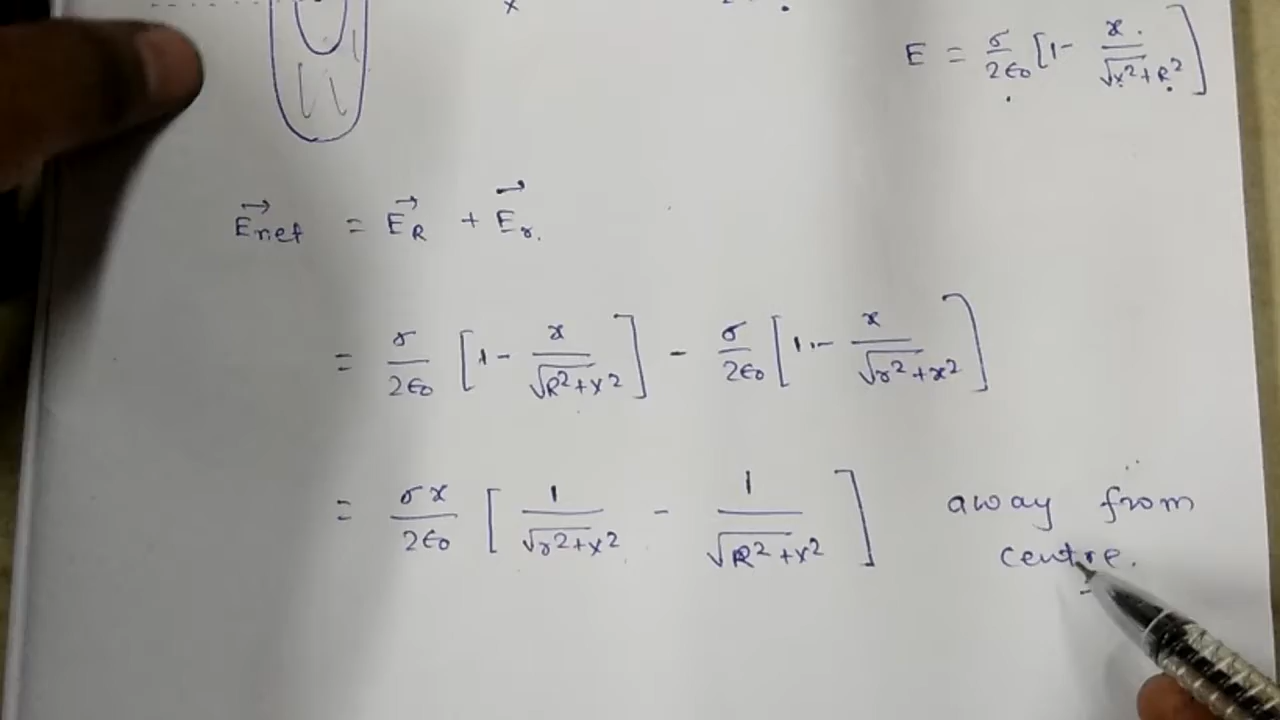 x
E = σ/2ε₀ [1 - x/√x²+R²]
E⃗net = E⃗R + E⃗r.
= σ/2ε₀ [1 - x/√R²+x²] - σ/2ε₀ [1 - x/√r²+x²]
= σx/2ε₀ [1/√r²+x² - 1/√R²+x²] away from
centre.